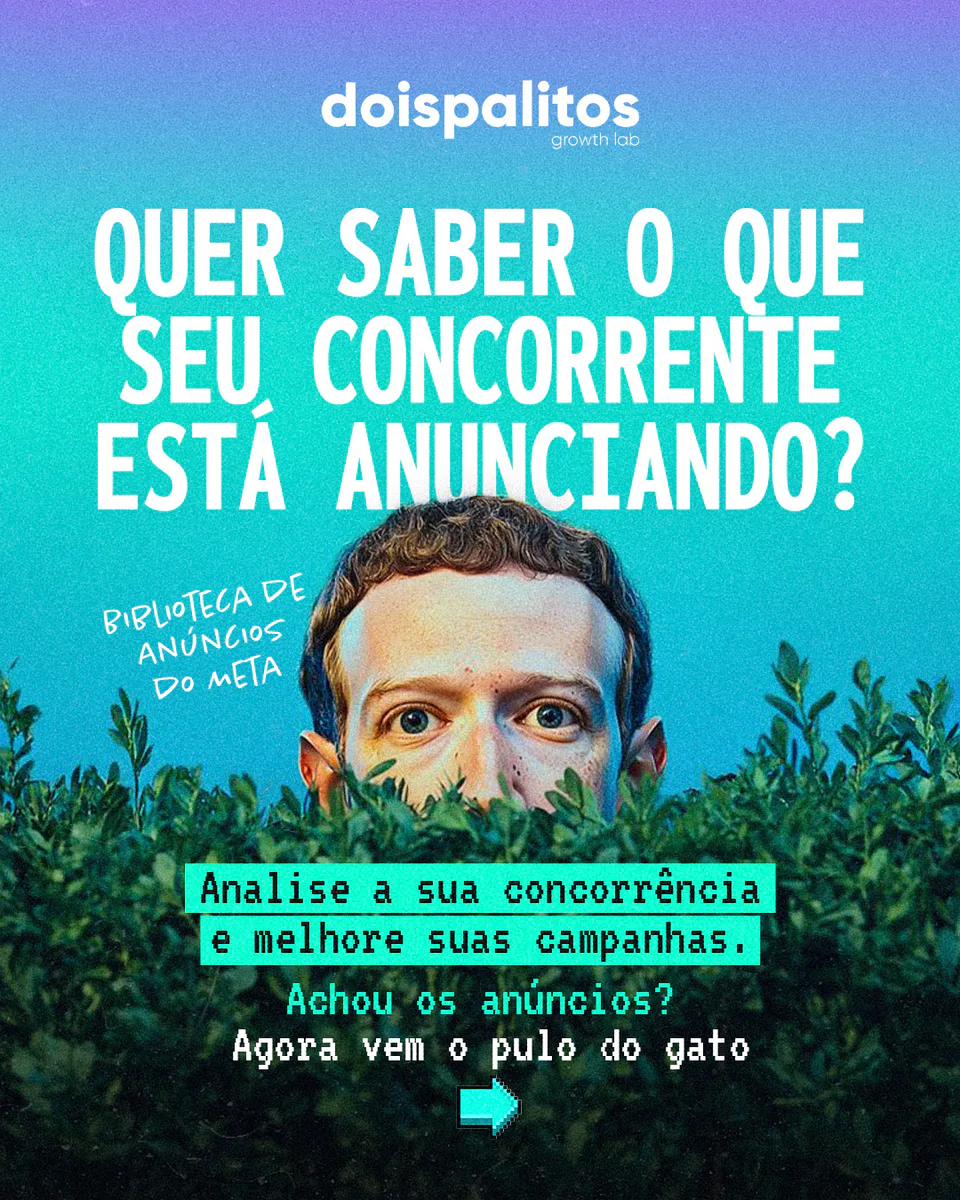 doispalitos
growth lab
QUER SABER O QUE
SEU CONCORRENTE
ESTÁ ANUNCIANDO?
BIBLIOTECA DE
ANÚNCIOS
DO META
Analise a sua concorrência
e melhore suas campanhas.
Achou os anúncios?
Agora vem o pulo do gato